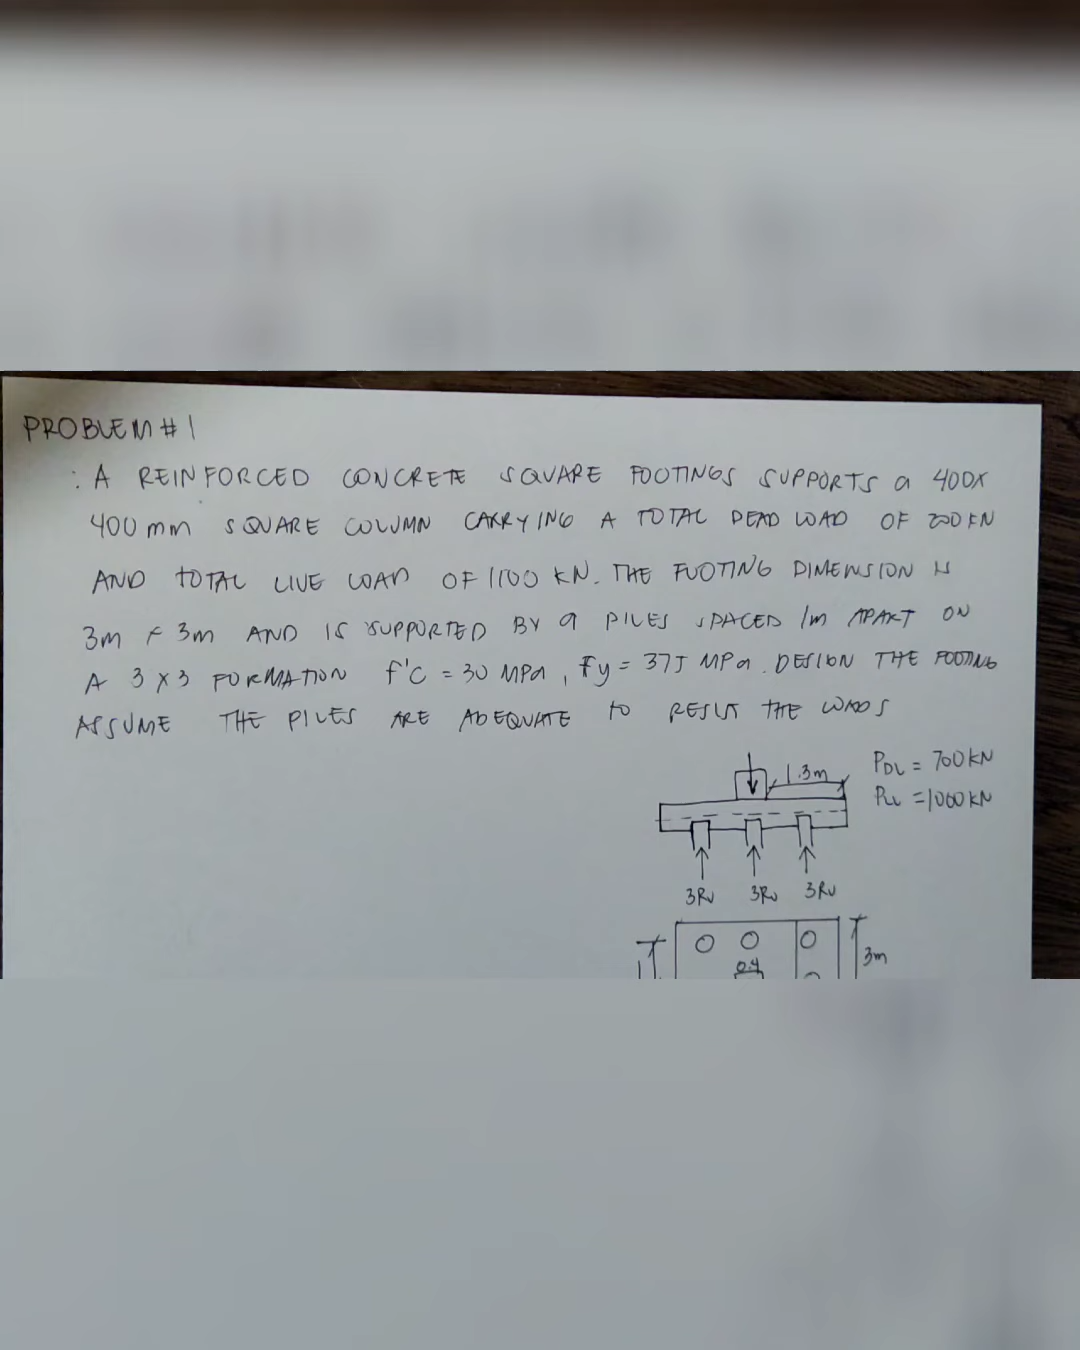 PROBLEM # 1
: A REINFORCED CONCRETE SQUARE FOOTINGS SUPPORTS a 400X
400 mm SQUARE COLUMN CARRYING A TOTAL DEAD LOAD OF 200 KN
AND TOTAL LIVE LOAD OF 1100 KN. THE FOOTING DIMENSION IS
3m x 3m AND IS SUPPORTED BY 9 PILES SPACED 1m APART ON
A 3 X 3 FORMATION f'c = 30 MPa, Fy = 375 MPa. DESIGN THE FOOTING
ASSUME THE PILES ARE ADEQUATE to RESIST THE LOADS
1.3m
PDL = 700 KN
PLL = 1000 KN
3Ru 3Ru 3Ru
0.4
3m